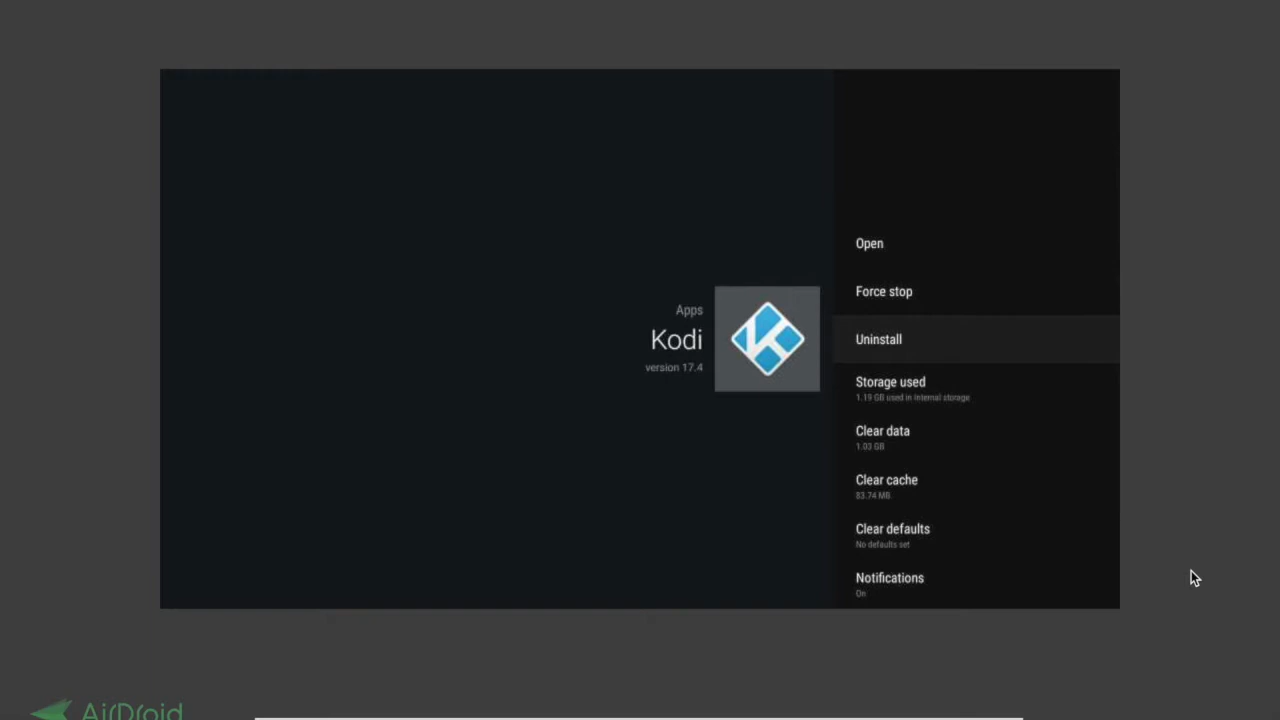 Apps
Kodi
version 17.4
Open
Force stop
Uninstall
Storage used
1.19 GB used in internal storage
Clear data
1.03 GB
Clear cache
83.74 MB
Clear defaults
No defaults set
Notifications
On
AirDroid